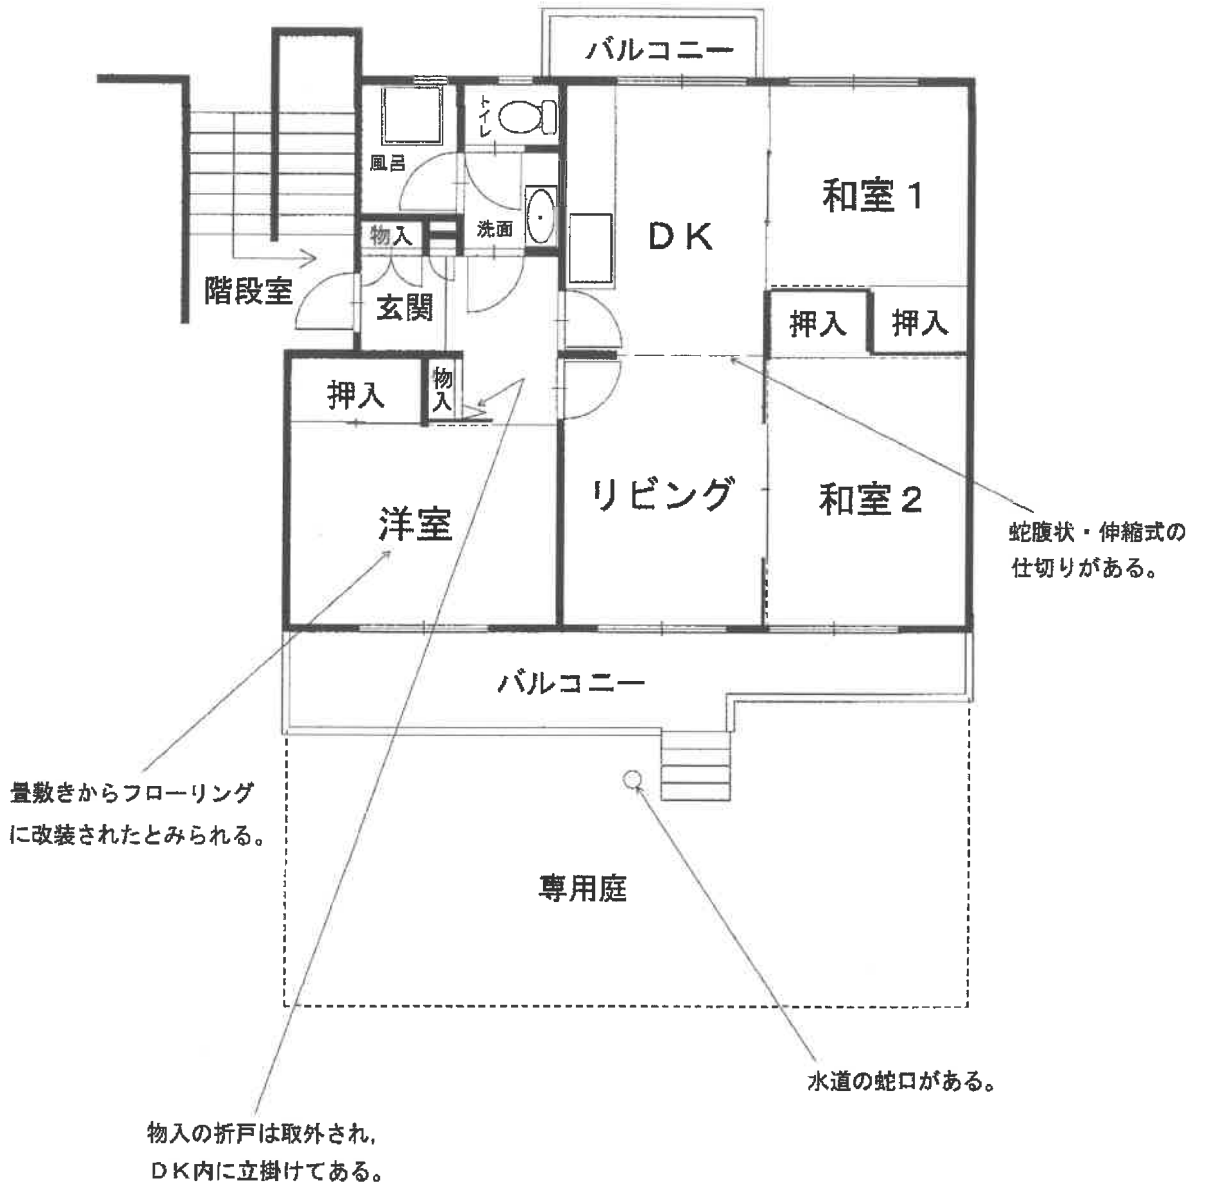 バルコニー
トイレ
風呂
和室1
DK
洗面
物入
階段室
玄関
押入
押入
押入
物入
リビング
和室2
洋室
蛇腹状・伸縮式の
仕切りがある。
バルコニー
畳敷きからフローリング
に改装されたとみられる。
専用庭
水道の蛇口がある。
物入の折戸は取外され,
DK内に立掛けてある。